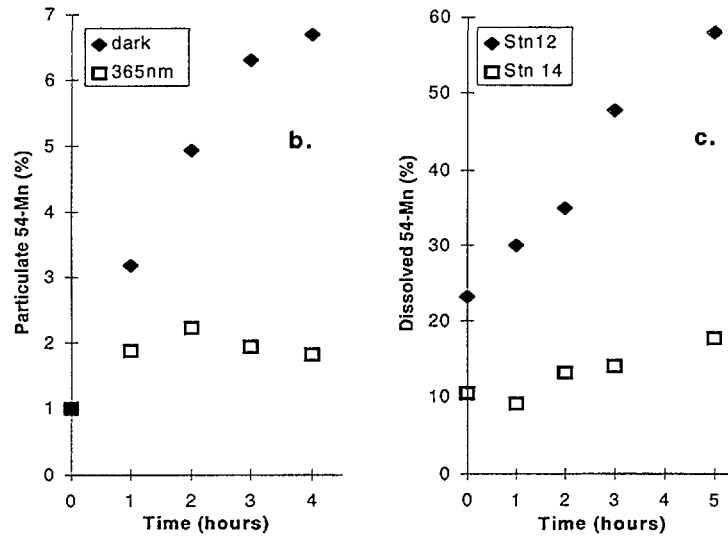 dark
365nm
b.
7
6
5
4
3
2
1
0
Particulate 54-Mn (%)
0 1 2 3 4
Time (hours)
Stn12
Stn 14
c.
60
50
40
30
20
10
0
Dissolved 54-Mn (%)
0 1 2 3 4 5
Time (hours)